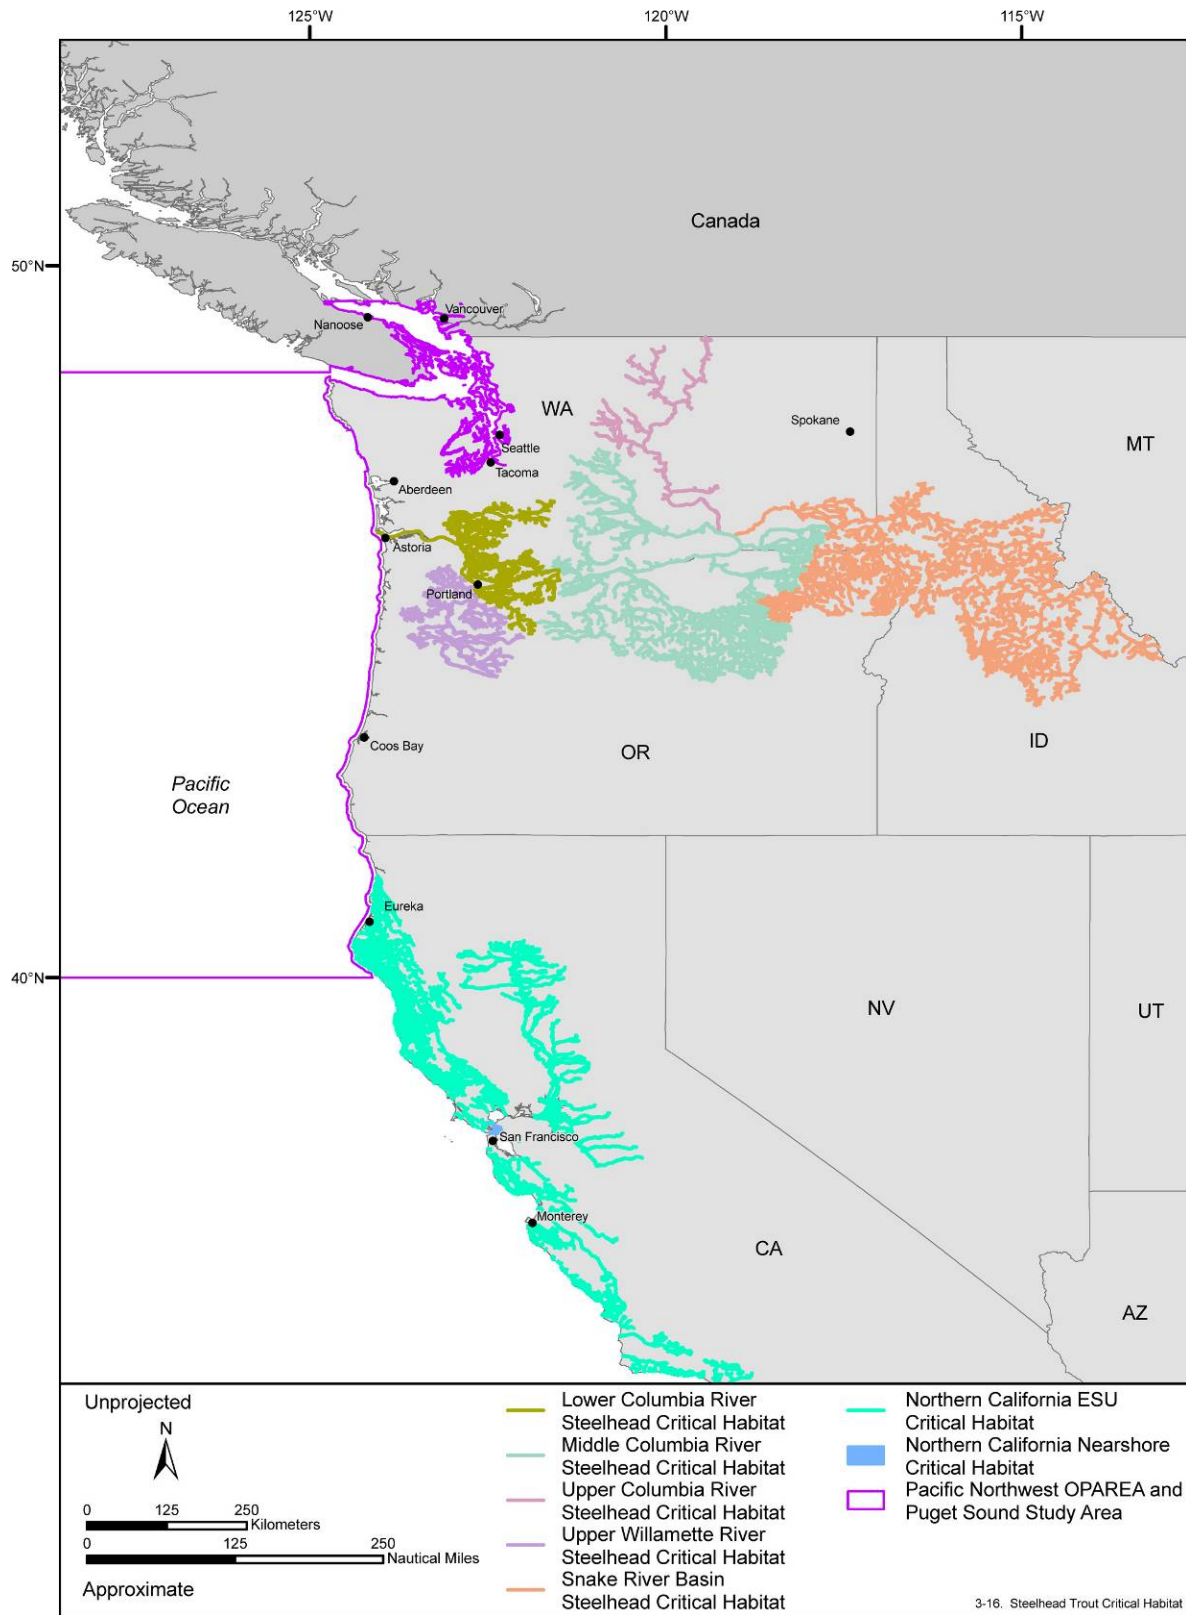 125°W
120°W
115°W
Canada
50°N
Vancouver
Nanoose
WA
Spokane
MT
Seattle
Tacoma
Aberdeen
Astoria
Portland
Coos Bay
OR
ID
Pacific
Ocean
Eureka
40°N
NV
UT
San Francisco
Monterey
CA
AZ
Unprojected
N
0 125 250
Kilometers
0 125 250
Nautical Miles
Approximate
Lower Columbia River
Steelhead Critical Habitat
Middle Columbia River
Steelhead Critical Habitat
Upper Columbia River
Steelhead Critical Habitat
Upper Willamette River
Steelhead Critical Habitat
Snake River Basin
Steelhead Critical Habitat
Northern California ESU
Critical Habitat
Northern California Nearshore
Critical Habitat
Pacific Northwest OPAREA and
Puget Sound Study Area
3-16. Steelhead Trout Critical Habitat